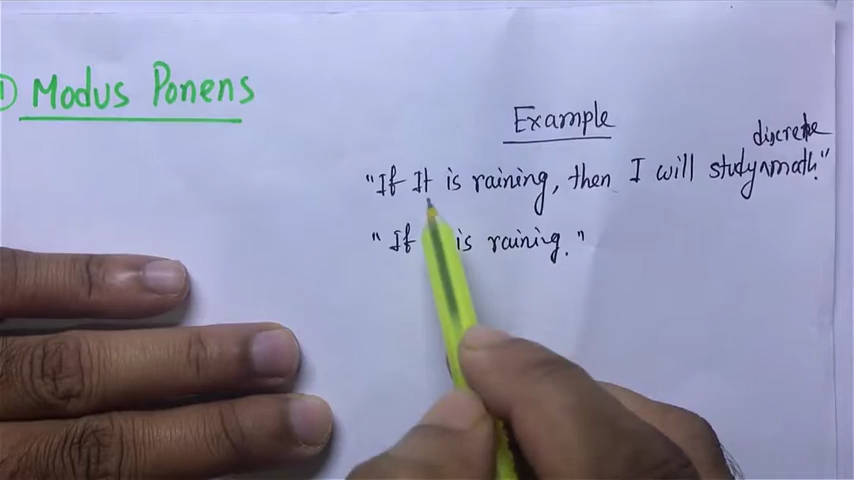 ① Modus Ponens
Example
discrete
"If It is raining, then I will study ^ math."
"If is raining."